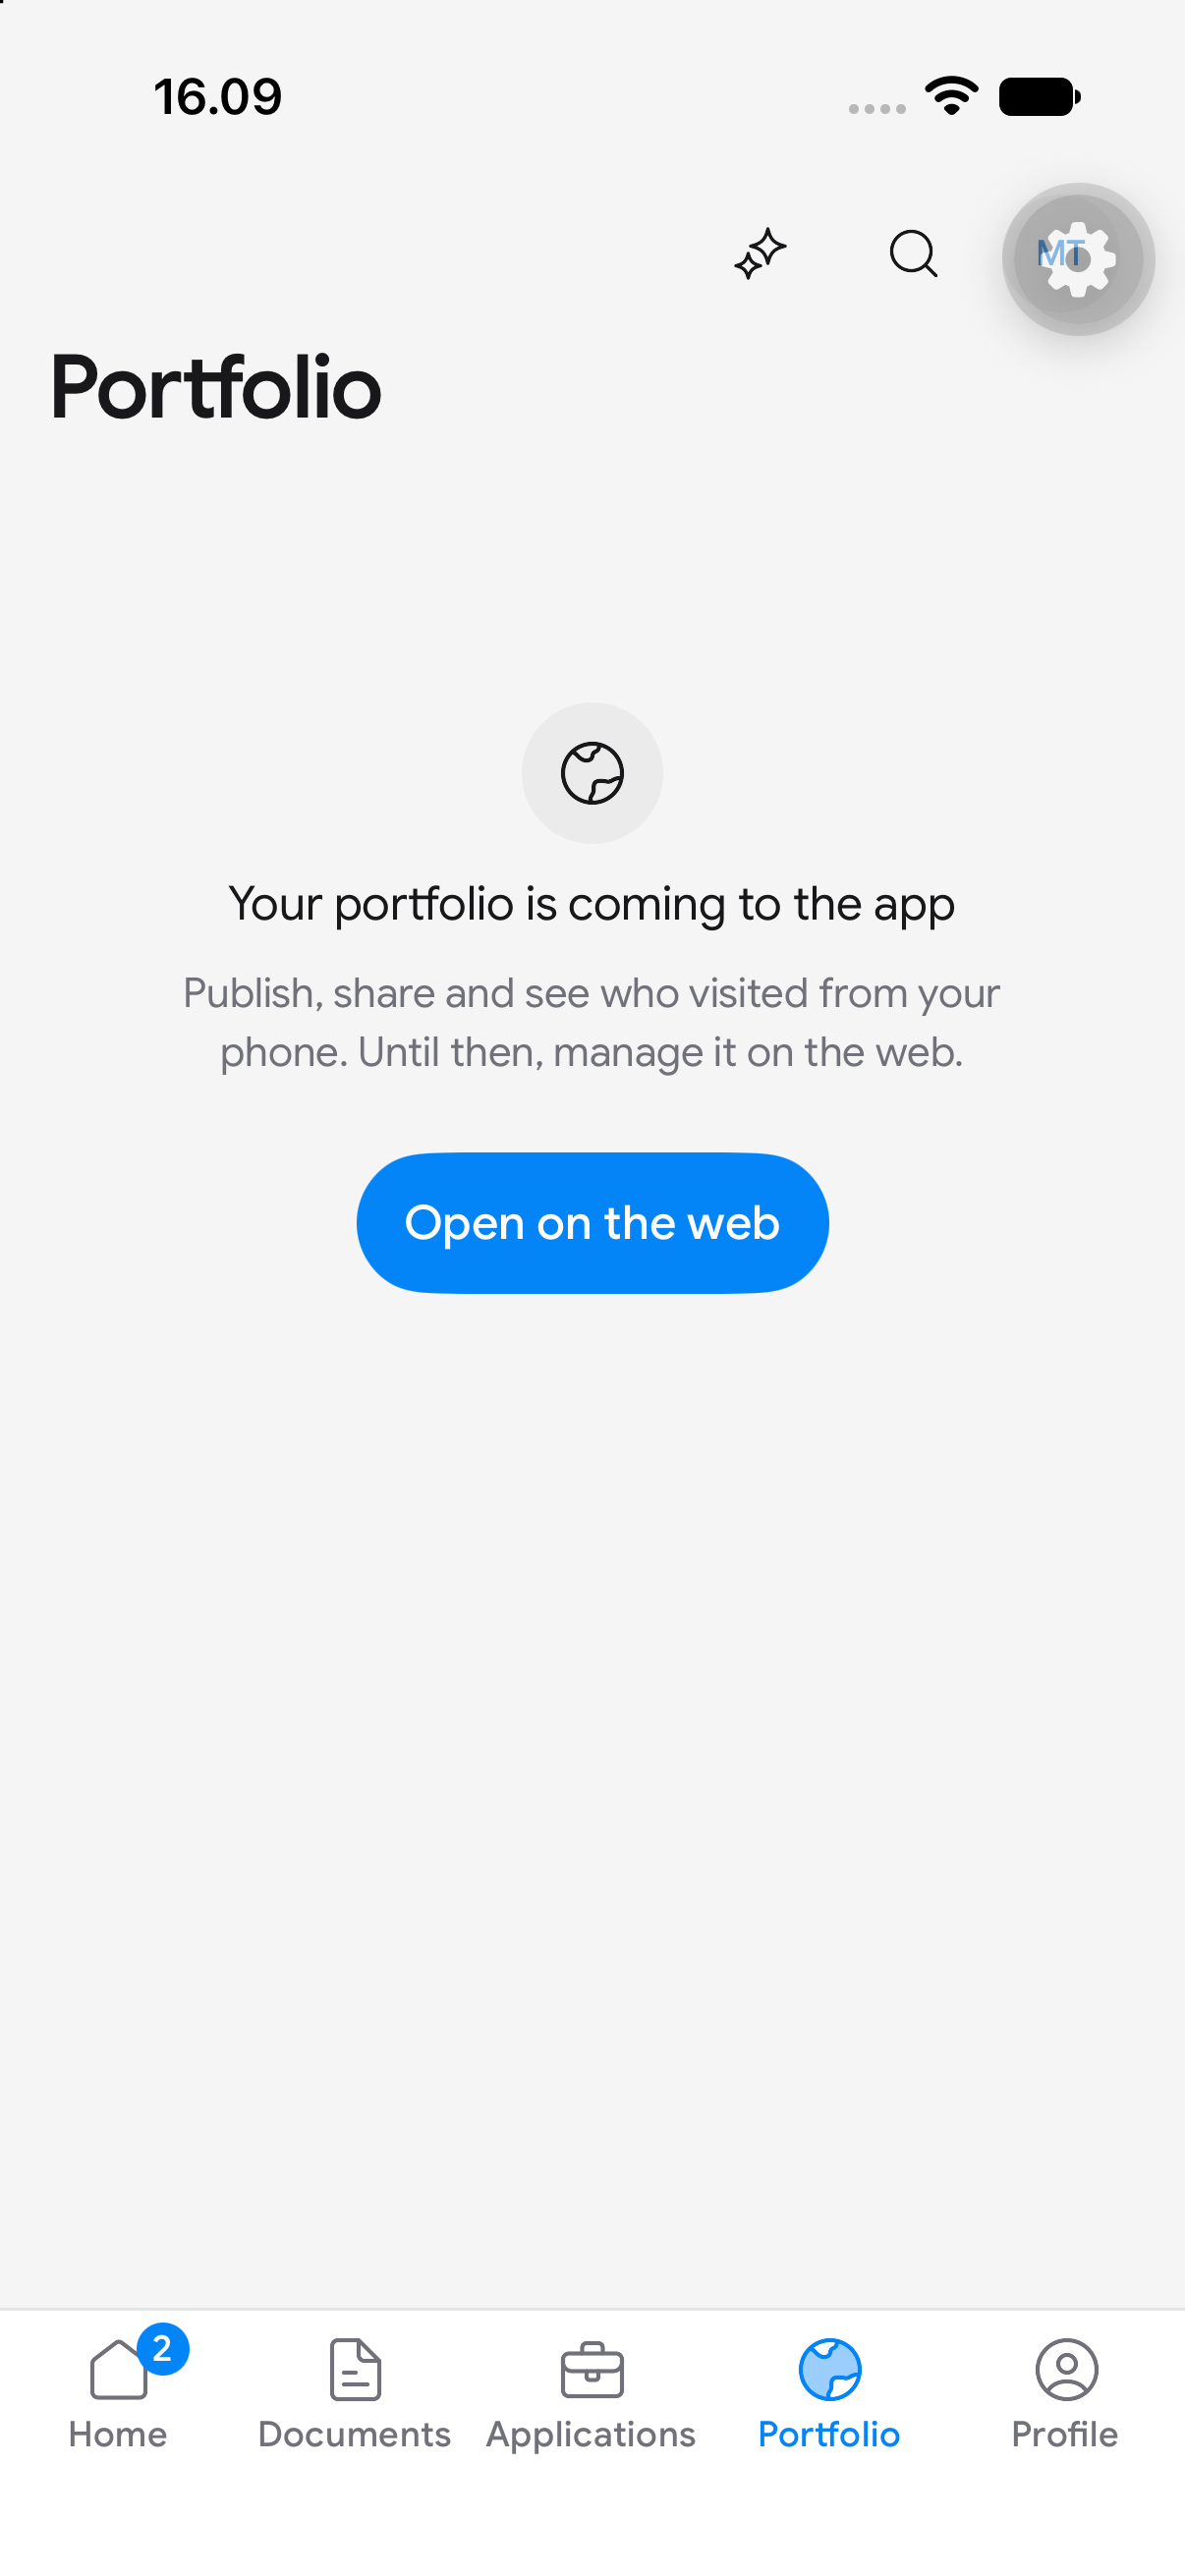 16.09
MT
Portfolio
Your portfolio is coming to the app
Publish, share and see who visited from your
phone. Until then, manage it on the web.
Open on the web
2
Home
Documents
Applications
Portfolio
Profile